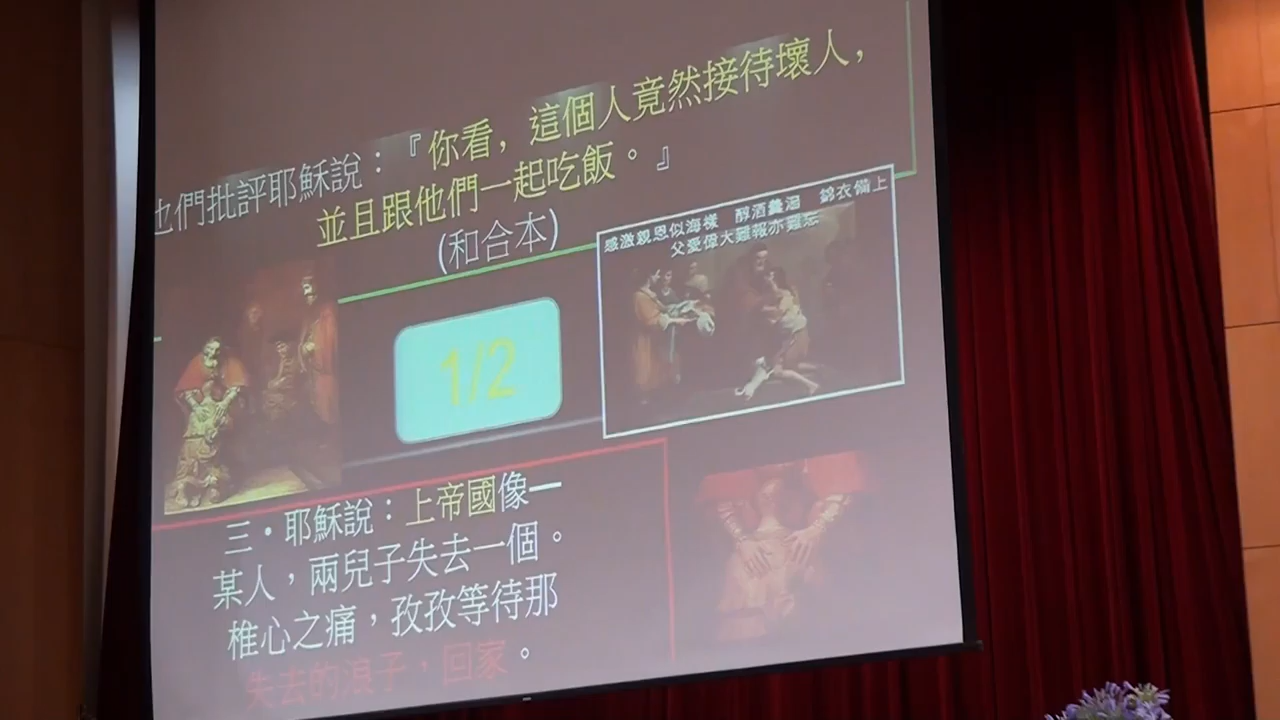 他們批評耶穌說：『你看，這個人竟然接待壞人，
並且跟他們一起吃飯。』
(和合本)
感激親恩似海樣 醇酒羹湯 錦衣備上
父愛偉大難報亦難忘
1/2
三·耶穌說：上帝國像一
某人，兩兒子失去一個。
椎心之痛，孜孜等待那
失去的浪子，回家。